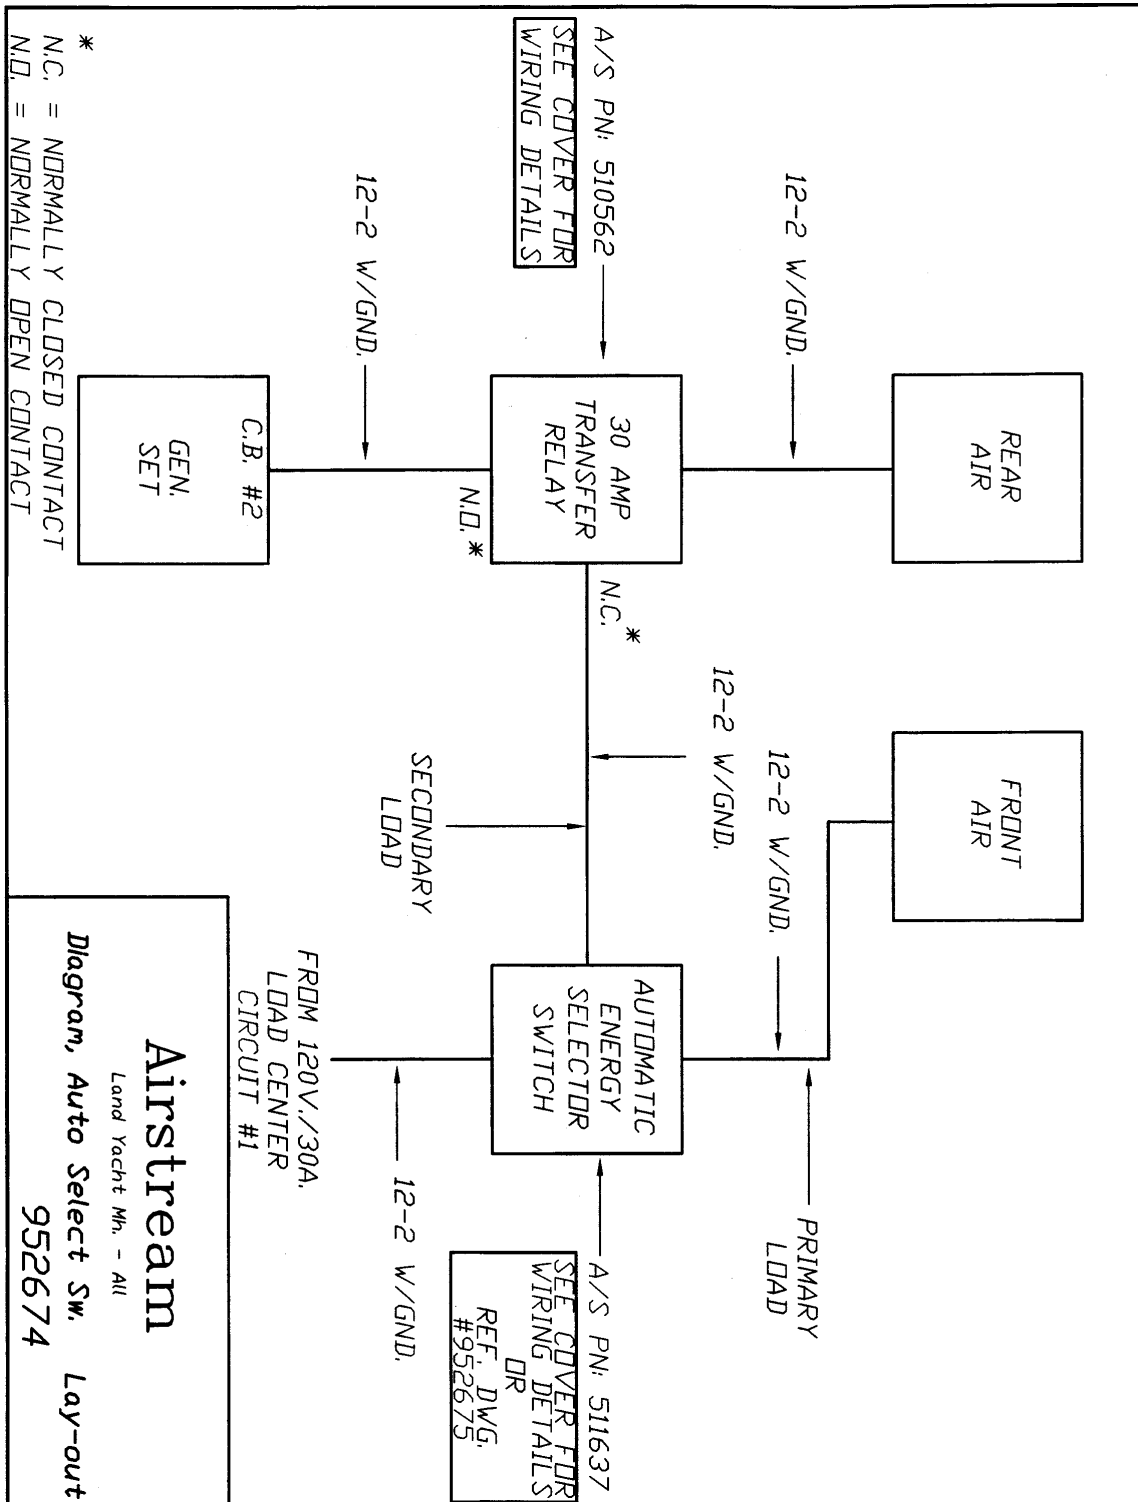 REAR
AIR
FRONT
AIR
12-2 W/GND.
12-2 W/GND.
PRIMARY
LOAD
12-2 W/GND.
A/S PN: 510562
SEE COVER FOR
WIRING DETAILS
30 AMP
TRANSFER
RELAY
N.C. *
N.O. *
AUTOMATIC
ENERGY
SELECTOR
SWITCH
A/S PN: 511637
SEE COVER FOR
WIRING DETAILS
OR
REF. DWG.
#952675
SECONDARY
LOAD
12-2 W/GND.
12-2 W/GND.
FROM 120V./30A.
LOAD CENTER
CIRCUIT #1
C.B. #2
GEN.
SET
*
N.C. = NORMALLY CLOSED CONTACT
N.O. = NORMALLY OPEN CONTACT
Airstream
Land Yacht Mh. - All
Diagram, Auto Select Sw. Lay-out
952674